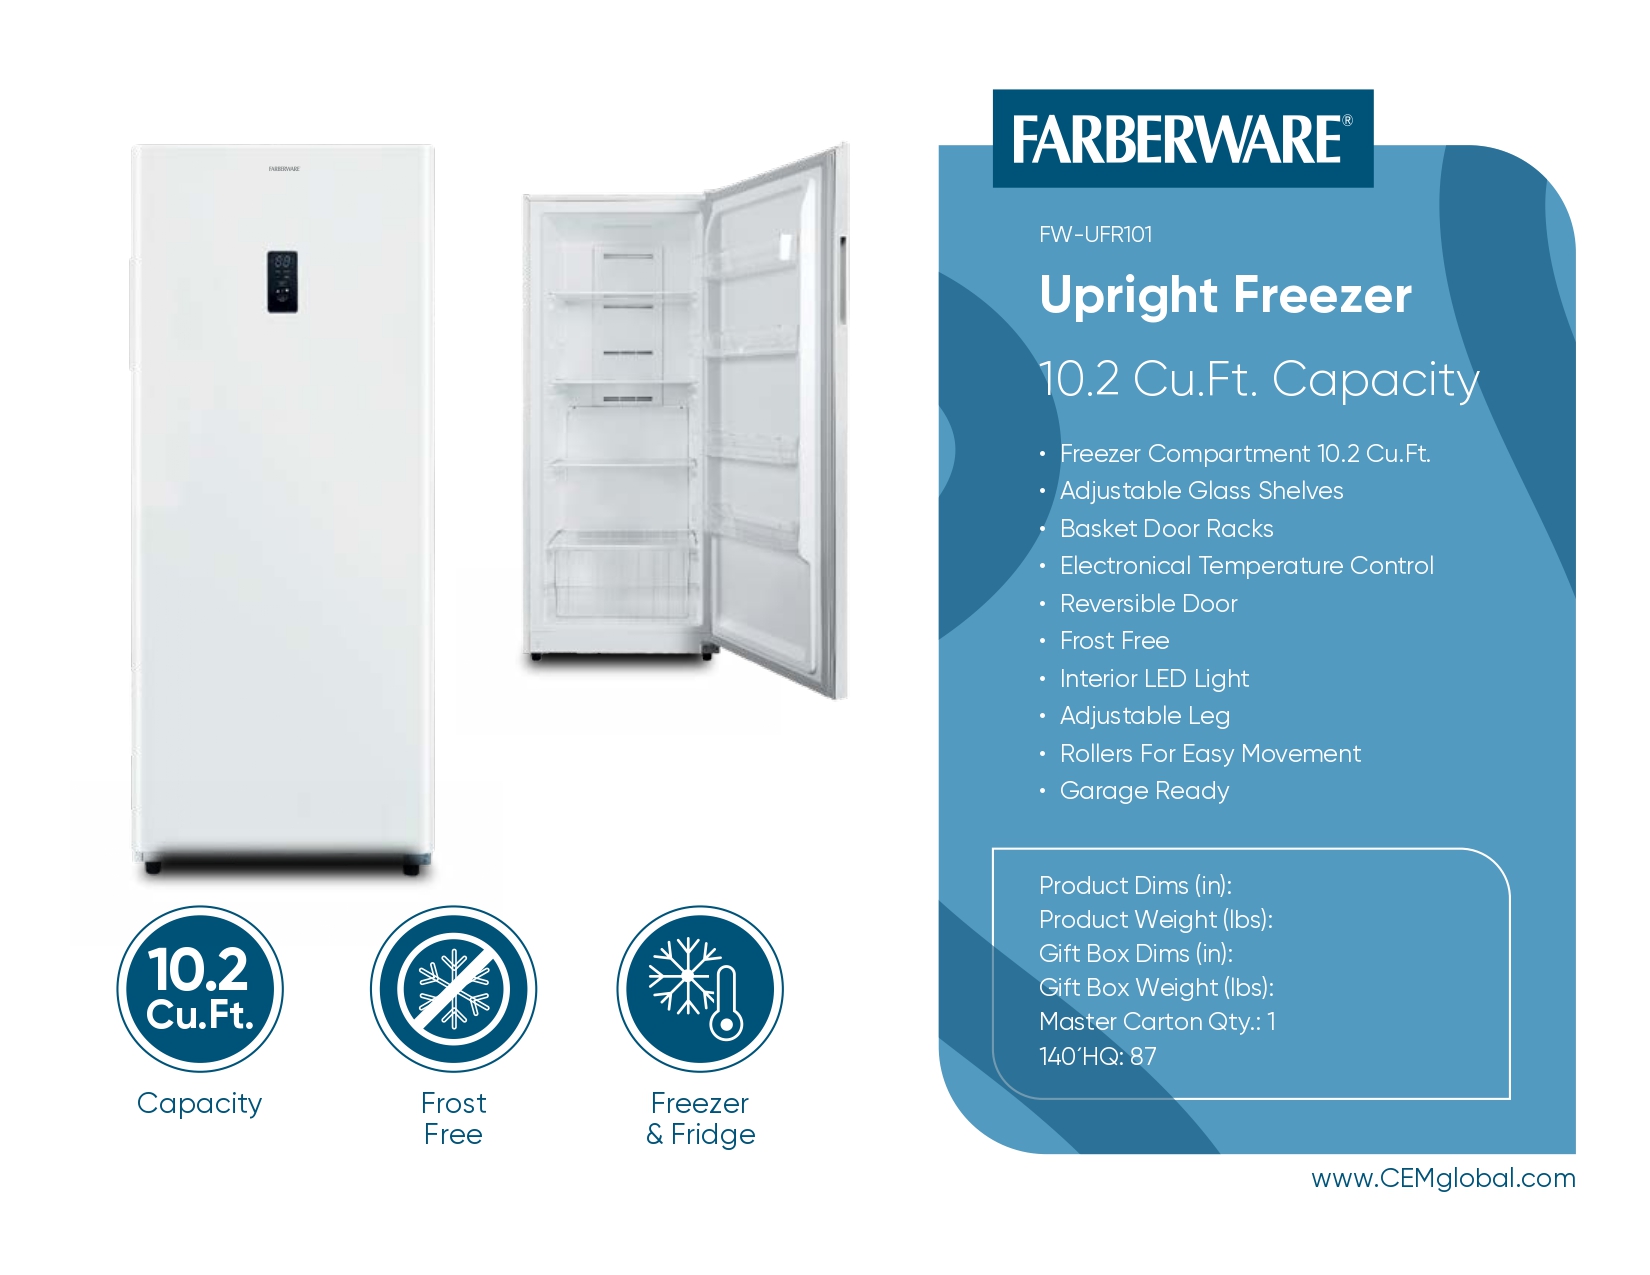 FARBERWARE
FARBERWARE®
FW-UFR101
Upright Freezer
10.2 Cu.Ft. Capacity
• Freezer Compartment 10.2 Cu.Ft.
• Adjustable Glass Shelves
• Basket Door Racks
• Electronical Temperature Control
• Reversible Door
• Frost Free
• Interior LED Light
• Adjustable Leg
• Rollers For Easy Movement
• Garage Ready
Product Dims (in):
Product Weight (lbs):
Gift Box Dims (in):
Gift Box Weight (lbs):
Master Carton Qty.: 1
140´HQ: 87
10.2
Cu.Ft.
Capacity
Frost
Free
Freezer
& Fridge
www.CEMglobal.com